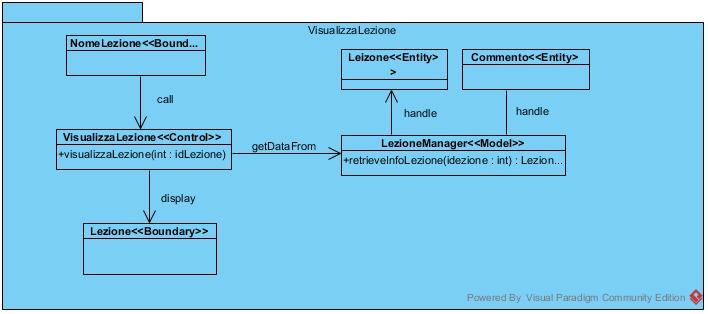 VisualizzaLezione
NomeLezione<<Bound...
Leizone<<Entity>
>
Commento<<Entity>
call
handle
handle
VisualizzaLezione<<Control>>
+visualizzaLezione(int : idLezione)
getDataFrom
LezioneManager<<Model>>
+retrieveInfoLezione(idezione : int) : Lezion...
display
Lezione<<Boundary>>
Powered By Visual Paradigm Community Edition